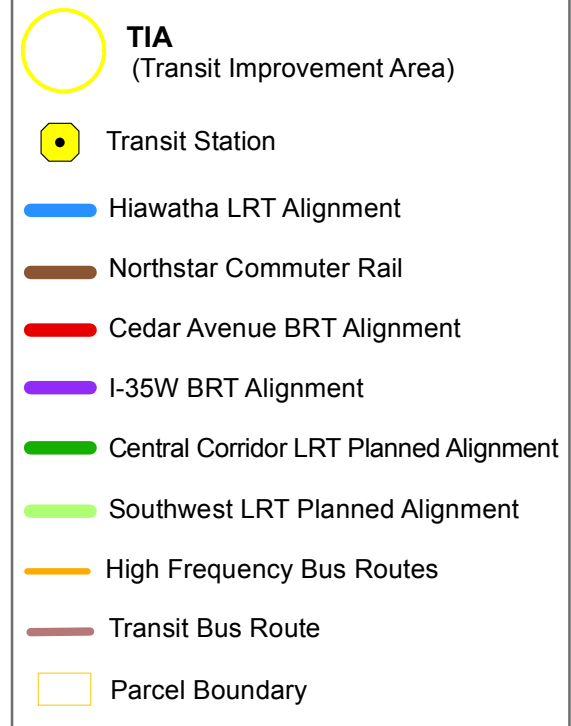 TIA
(Transit Improvement Area)
Transit Station
Hiawatha LRT Alignment
Northstar Commuter Rail
Cedar Avenue BRT Alignment
I-35W BRT Alignment
Central Corridor LRT Planned Alignment
Southwest LRT Planned Alignment
High Frequency Bus Routes
Transit Bus Route
Parcel Boundary